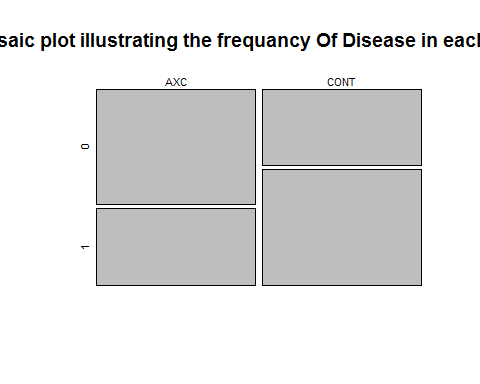 saic plot illustrating the frequancy Of Disease in each
AXC CONT
0
1